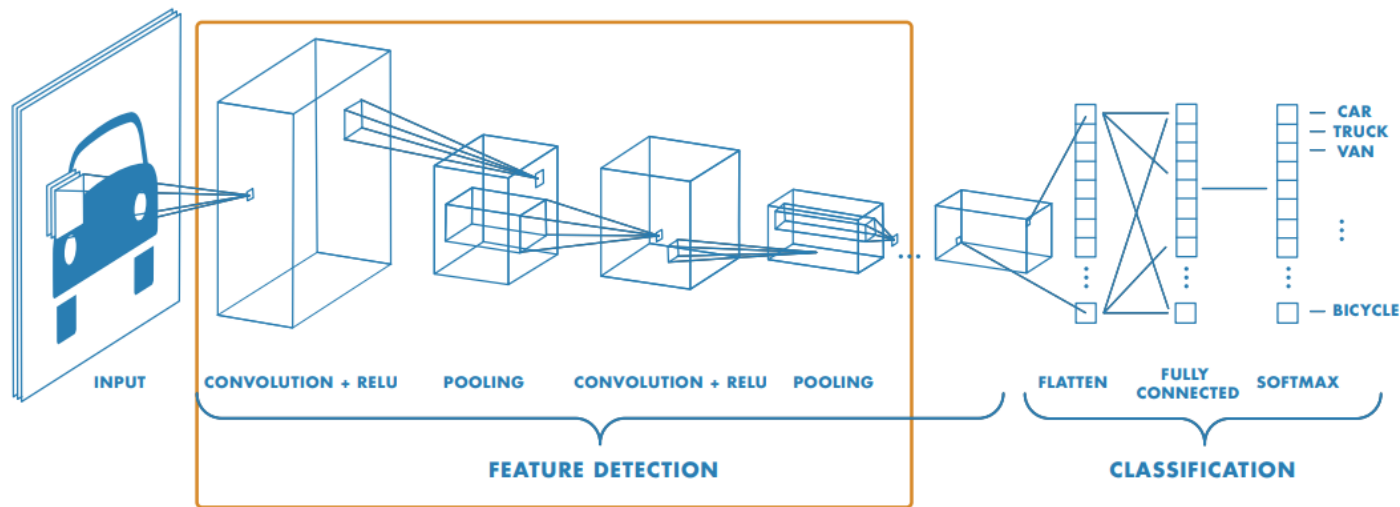 CAR
TRUCK
VAN
BICYCLE
INPUT
CONVOLUTION + RELU
POOLING
CONVOLUTION + RELU
POOLING
FLATTEN
FULLY
CONNECTED
SOFTMAX
FEATURE DETECTION
CLASSIFICATION